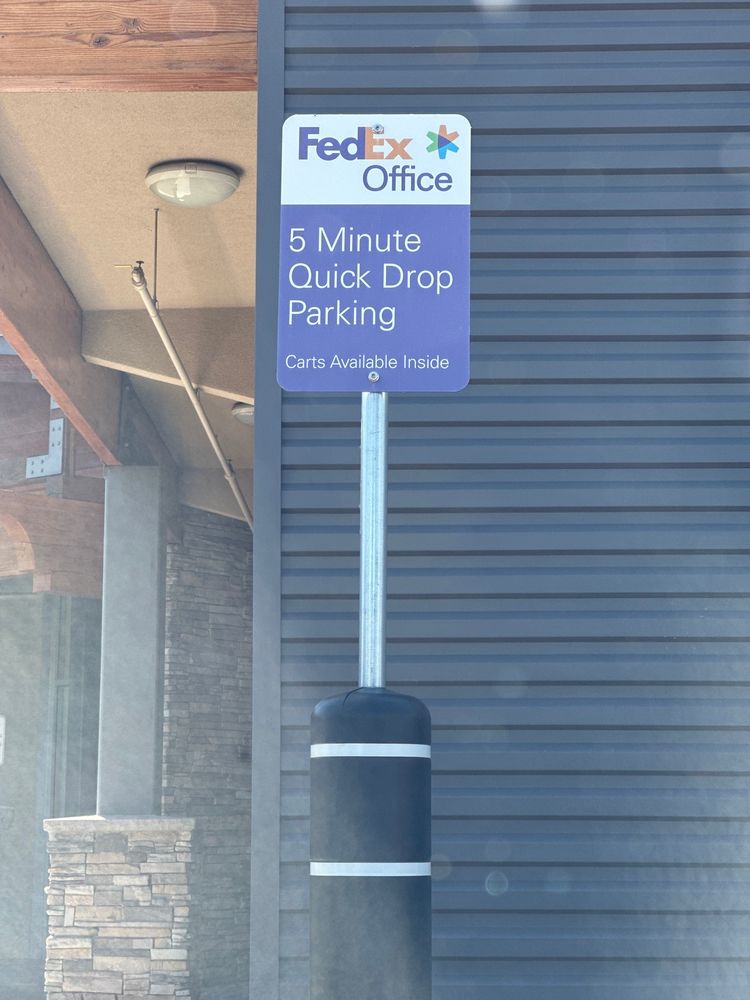 FedEx
Office
5 Minute
Quick Drop
Parking
Carts Available Inside